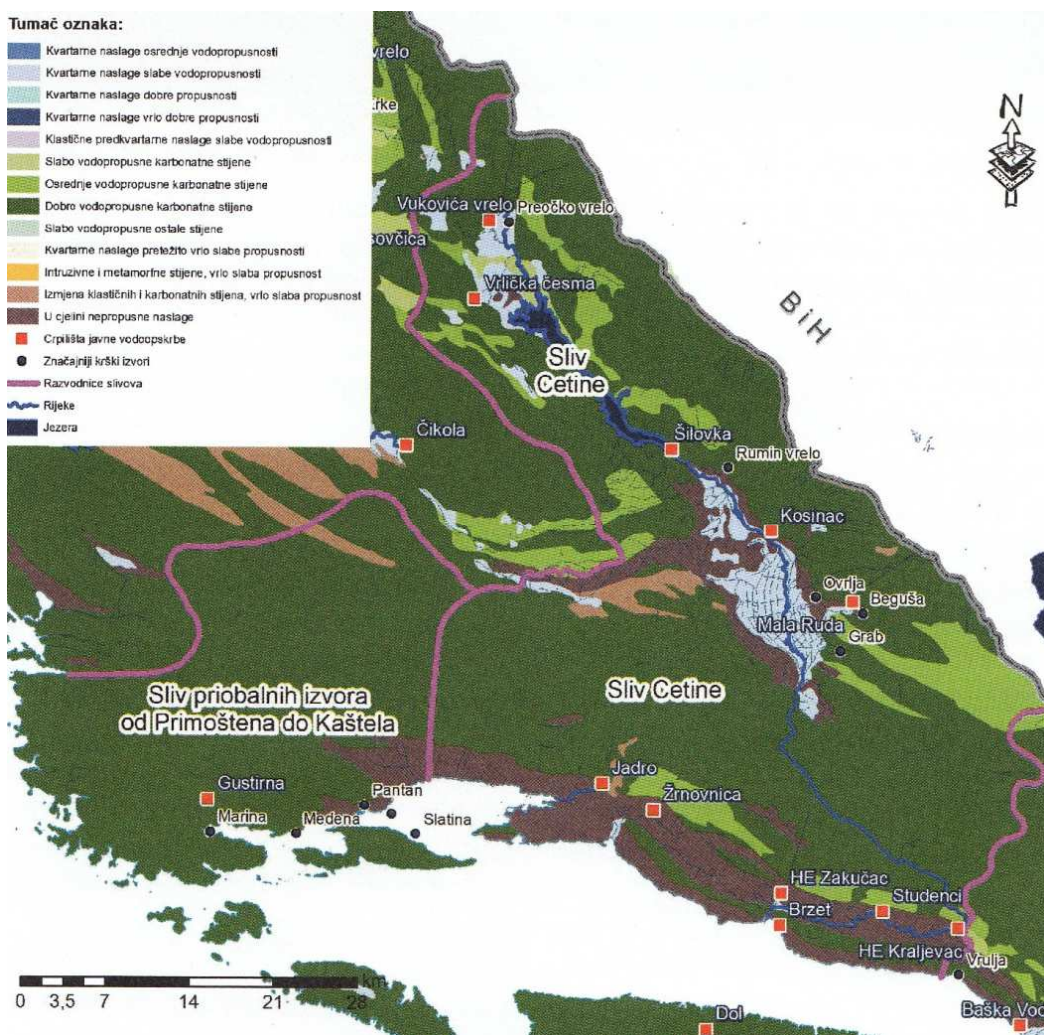 Tumač oznaka:
Kvartarne naslage osrednje vodopropusnosti
Kvartarne naslage slabe vodopropusnosti
Kvartarne naslage dobre propusnosti
Kvartarne naslage vrlo dobre propusnosti
Klastične predkvartarne naslage slabe vodopropusnosti
Slabo vodopropusne karbonatne stijene
Osrednje vodopropusne karbonatne stijene
Dobro vodopropusne karbonatne stijene
Slabo vodopropusne ostale stijene
Kvartarne naslage pretežito vrlo slabe propusnosti
Intruzivne i metamorfne stijene, vrlo slaba propusnost
Izmjena klastičnih i karbonatnih stijena, vrlo slaba propusnost
U cjelini nepropusne naslage
Crpilišta javne vodoopskrbe
Značajniji krški izvori
Razvodnice slivova
Rijeke
Jezera
vrelo
rke
N
Vukovića vrelo
Preočko vrelo
sovčica
Vrlička česma
BiH
Sliv
Cetine
Čikola
Šilovka
Rumin vrelo
Kosinac
Ovrlja
Beguša
Mala Ruda
Grab
Sliv priobalnih izvora
od Primoštena do Kaštela
Sliv Cetine
Jadro
Gustirna
Pantan
Žrnovnica
Marina
Medena
Slatina
HE Zakučac
Studenci
Brzet
HE Kraljevac
Vrulja
km
0 3,5 7 14 21 28
Dol
Baška Vod